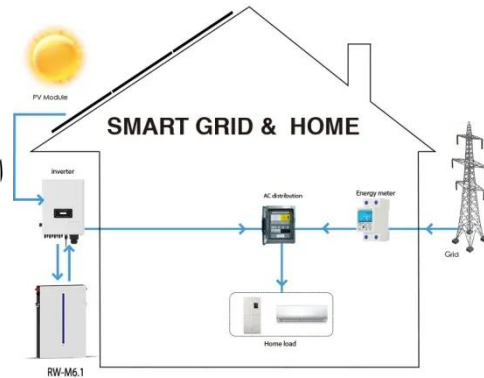 PV Module
SMART GRID & HOME
Inverter
AC distribution
Energy meter
Grid
Home load
RW-M6.1